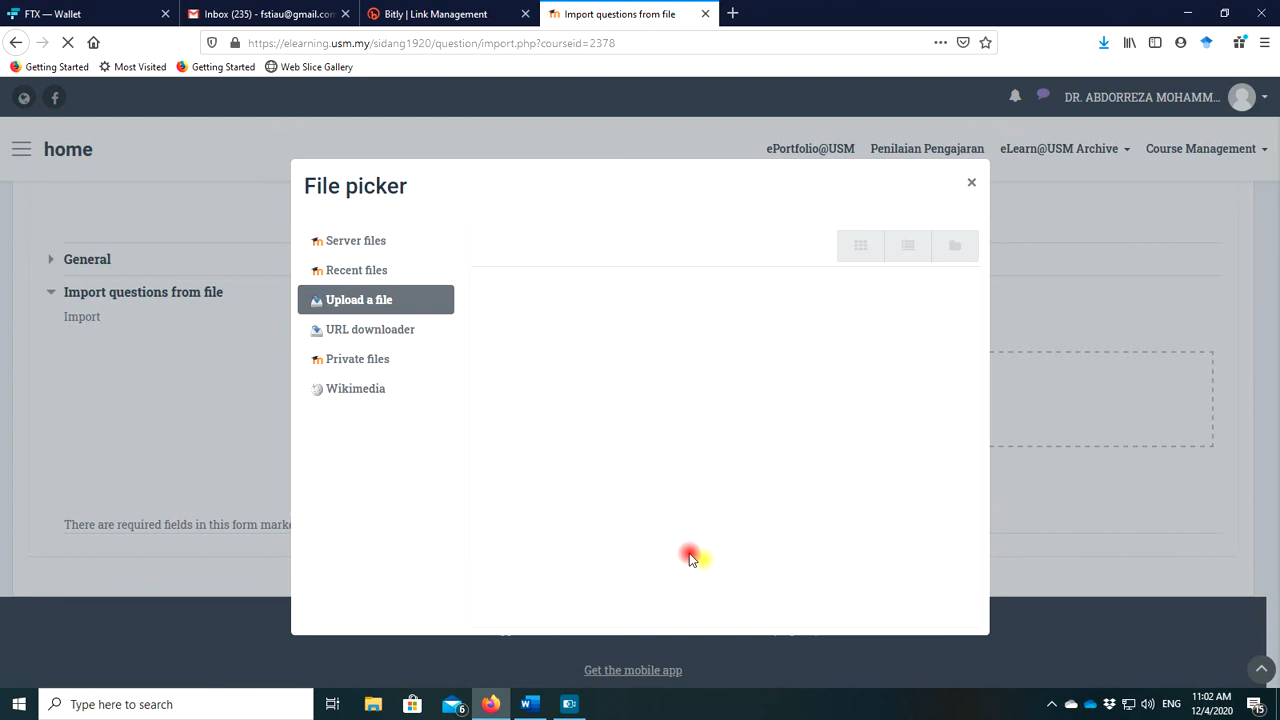 FTX — Wallet
Inbox (235) - fstiau@gmail.com
Bitly | Link Management
Import questions from file
https://elearning.usm.my/sidang1920/question/import.php?courseid=2378
Getting Started
Most Visited
Getting Started
Web Slice Gallery
DR. ABDORREZA MOHAMM...
home
ePortfolio@USM
Penilaian Pengajaran
eLearn@USM Archive
Course Management
File picker
Server files
Recent files
Upload a file
URL downloader
Private files
Wikimedia
General
Import questions from file
Import
There are required fields in this form marke
Get the mobile app
Type here to search
6
ENG
11:02 AM
12/4/2020
15